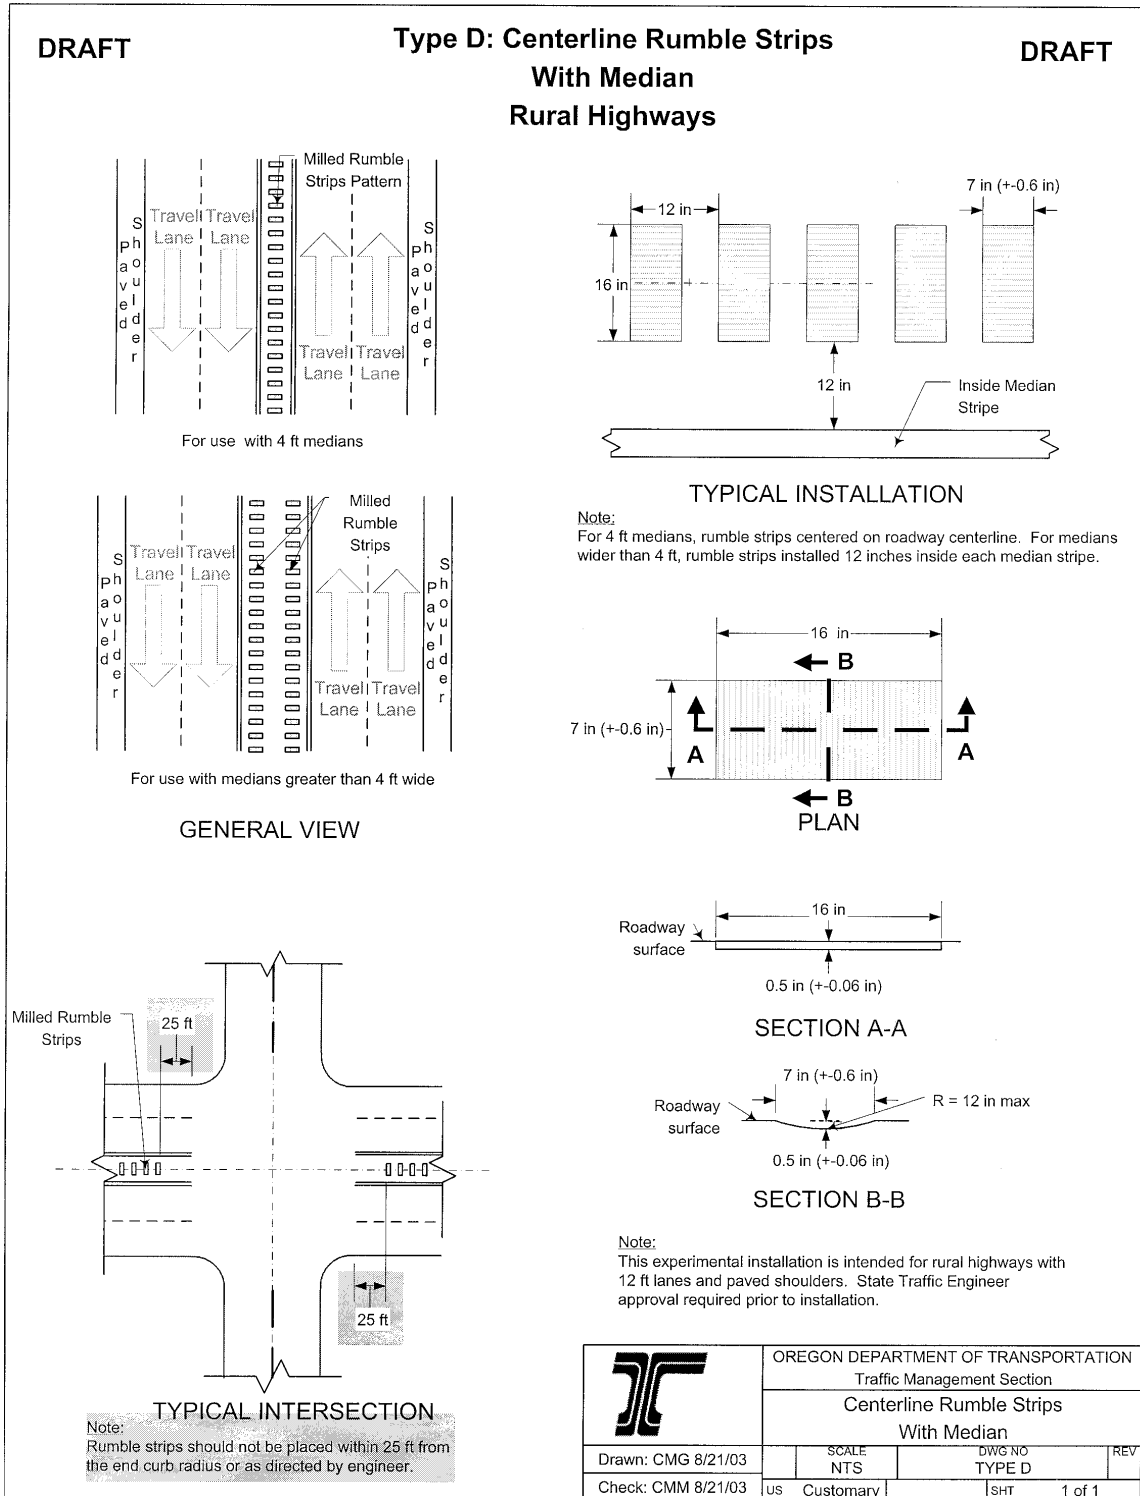 DRAFT
Type D: Centerline Rumble Strips
With Median
Rural Highways
DRAFT
Milled Rumble
Strips Pattern
Paved
Shoulder
Travel
Lane
Travel
Lane
Travel
Lane
Travel
Lane
Paved
Shoulder
For use with 4 ft medians
Milled
Rumble
Strips
Paved
Shoulder
Travel
Lane
Travel
Lane
Travel
Lane
Travel
Lane
Paved
Shoulder
For use with medians greater than 4 ft wide
GENERAL VIEW
Milled Rumble
Strips
25 ft
25 ft
TYPICAL INTERSECTION
Note:
Rumble strips should not be placed within 25 ft from
the end curb radius or as directed by engineer.
12 in
7 in (+-0.6 in)
16 in
12 in
Inside Median
Stripe
TYPICAL INSTALLATION
Note:
For 4 ft medians, rumble strips centered on roadway centerline. For medians
wider than 4 ft, rumble strips installed 12 inches inside each median stripe.
16 in
B
7 in (+-0.6 in)
A
A
B
PLAN
16 in
Roadway
surface
0.5 in (+-0.06 in)
SECTION A-A
7 in (+-0.6 in)
Roadway
surface
R = 12 in max
0.5 in (+-0.06 in)
SECTION B-B
Note:
This experimental installation is intended for rural highways with
12 ft lanes and paved shoulders. State Traffic Engineer
approval required prior to installation.
OREGON DEPARTMENT OF TRANSPORTATION
Traffic Management Section
Centerline Rumble Strips
With Median
Drawn: CMG 8/21/03
SCALE
NTS
DWG NO
TYPE D
REV
Check: CMM 8/21/03
US Customary
SHT 1 of 1